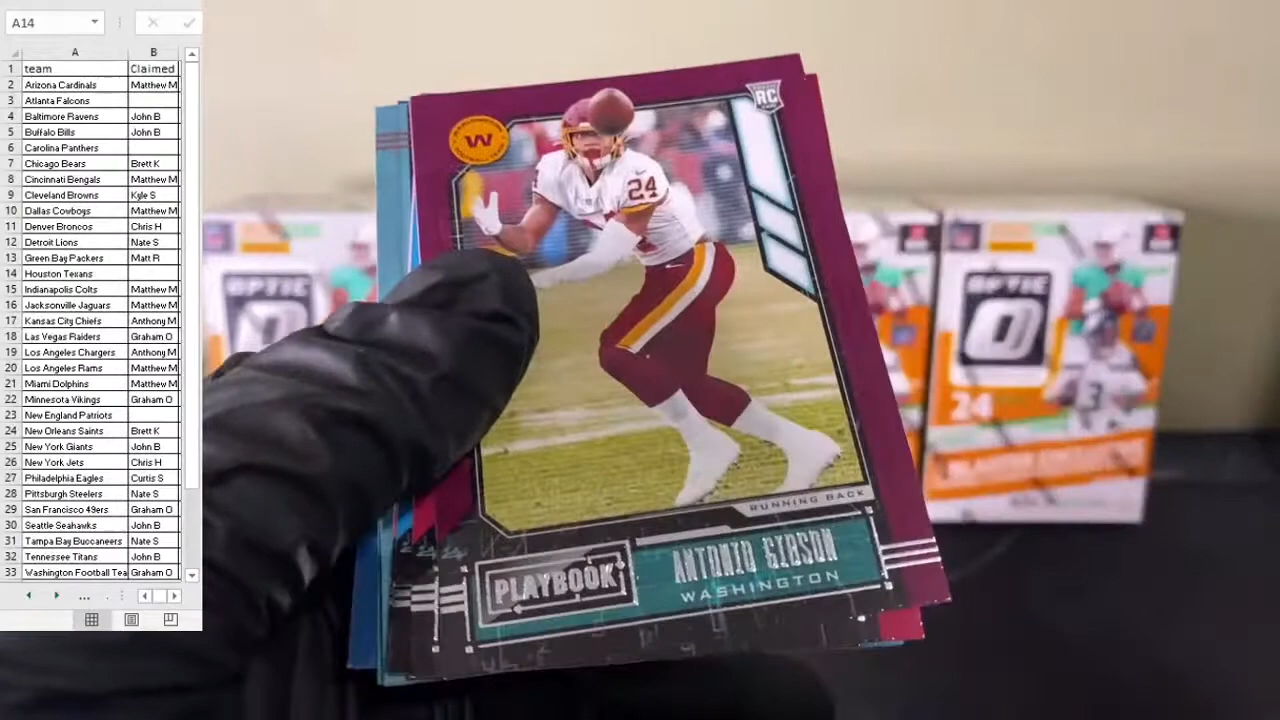 A14
A B
1 team Claimed
2 Arizona Cardinals Matthew M
3 Atlanta Falcons
4 Baltimore Ravens John B
5 Buffalo Bills John B
6 Carolina Panthers
7 Chicago Bears Brett K
8 Cincinnati Bengals Matthew M
9 Cleveland Browns Kyle S
10 Dallas Cowboys Matthew M
11 Denver Broncos Chris H
12 Detroit Lions Nate S
13 Green Bay Packers Matt R
14 Houston Texans
15 Indianapolis Colts Matthew M
16 Jacksonville Jaguars Matthew M
17 Kansas City Chiefs Anthony M
18 Las Vegas Raiders Graham O
19 Los Angeles Chargers Anthony M
20 Los Angeles Rams Matthew M
21 Miami Dolphins Matthew M
22 Minnesota Vikings Graham O
23 New England Patriots
24 New Orleans Saints Brett K
25 New York Giants John B
26 New York Jets Chris H
27 Philadelphia Eagles Curtis S
28 Pittsburgh Steelers Nate S
29 San Francisco 49ers Graham O
30 Seattle Seahawks John B
31 Tampa Bay Buccaneers Nate S
32 Tennessee Titans John B
33 Washington Football Tea Graham O
RC
W
24
RUNNING BACK
PLAYBOOK
ANTONIO GIBSON
WASHINGTON
OPTIC
OPTIC
24
3